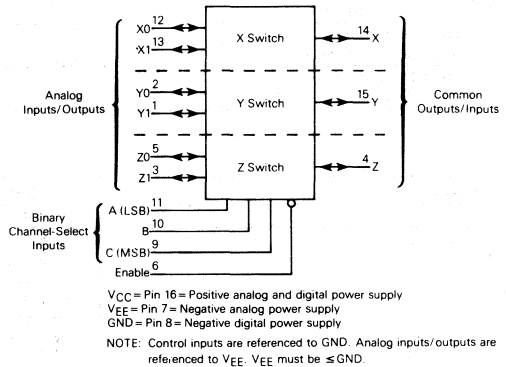 X0 12
X1 13
X Switch
14 X
Analog
Inputs/Outputs
Y0 2
Y1 1
Y Switch
15 Y
Common
Outputs/Inputs
Z0 5
Z1 3
Z Switch
4 Z
Binary
Channel-Select
Inputs
A (LSB) 11
B 10
C (MSB) 9
Enable 6
VCC = Pin 16 = Positive analog and digital power supply
VEE = Pin 7 = Negative analog power supply
GND = Pin 8 = Negative digital power supply
NOTE: Control inputs are referenced to GND. Analog inputs/outputs are
referenced to VEE. VEE must be ≤ GND.